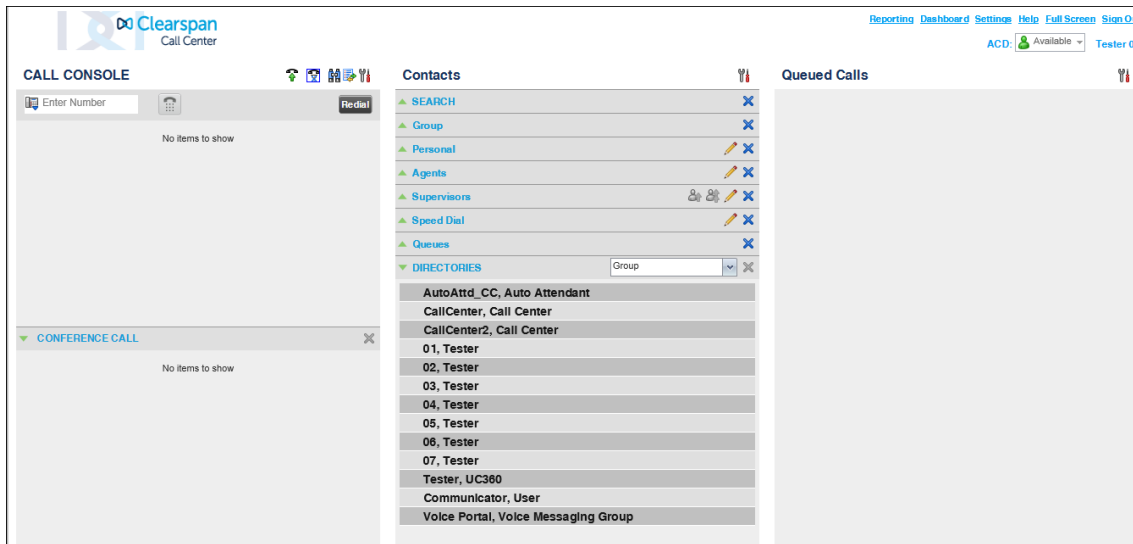 Clearspan
Call Center
Reporting Dashboard Settings Help Full Screen Sign O
ACD: Available Tester 0
CALL CONSOLE
Enter Number
Redial
No items to show
CONFERENCE CALL
No items to show
Contacts
SEARCH
Group
Personal
Agents
Supervisors
Speed Dial
Queues
DIRECTORIES Group
AutoAttd_CC, Auto Attendant
CallCenter, Call Center
CallCenter2, Call Center
01, Tester
02, Tester
03, Tester
04, Tester
05, Tester
06, Tester
07, Tester
Tester, UC360
Communicator, User
Voice Portal, Voice Messaging Group
Queued Calls